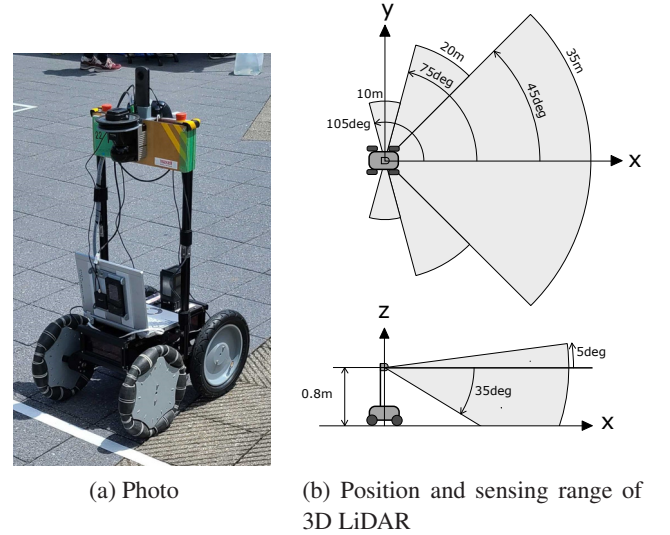 y
35m
20m
75deg
45deg
10m
105deg
x
z
5deg
0.8m
35deg
x
(a) Photo
(b) Position and sensing range of
3D LiDAR